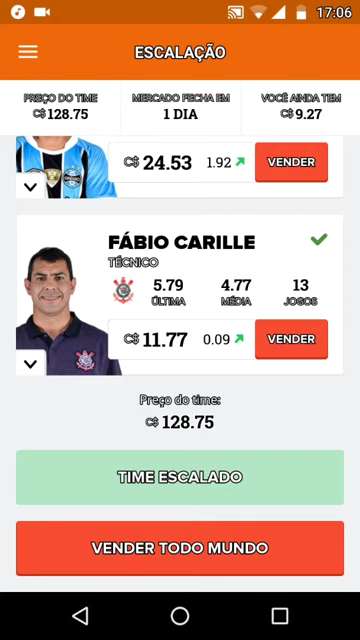 17:06
ESCALAÇÃO
PREÇO DO TIME
C$ 128.75
MERCADO FECHA EM
1 DIA
VOCÊ AINDA TEM
C$ 9.27
C$ 24.53 1.92 VENDER
FÁBIO CARILLE
TÉCNICO
5.79 4.77 13
ÚLTIMA MÉDIA JOGOS
C$ 11.77 0.09 VENDER
Preço do time:
C$ 128.75
TIME ESCALADO
VENDER TODO MUNDO